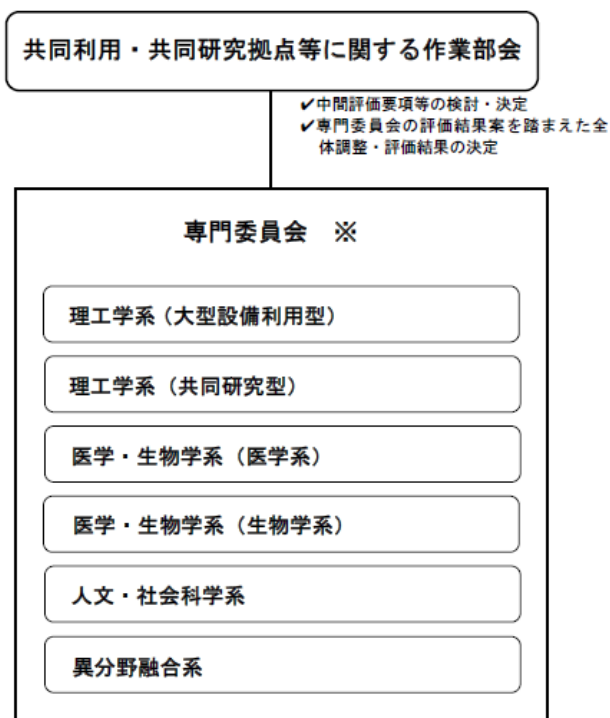 共同利用・共同研究拠点等に関する作業部会
✔中間評価要項等の検討・決定
✔専門委員会の評価結果案を踏まえた全
体調整・評価結果の決定
専門委員会　※
理工学系（大型設備利用型）
理工学系（共同研究型）
医学・生物学系（医学系）
医学・生物学系（生物学系）
人文・社会科学系
異分野融合系